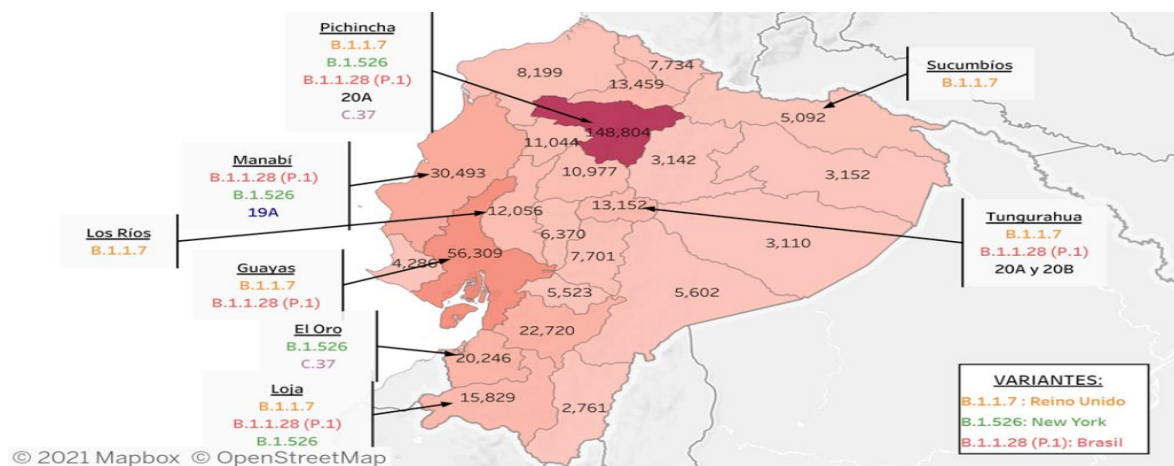 Pichincha
B.1.1.7
B.1.526
B.1.1.28 (P.1)
20A
C.37
Manabí
B.1.1.28 (P.1)
B.1.526
19A
Los Ríos
B.1.1.7
Guayas
B.1.1.7
B.1.1.28 (P.1)
El Oro
B.1.526
C.37
Loja
B.1.1.7
B.1.1.28 (P.1)
B.1.526
8,199
7,734
13,459
148,804
5,092
11,044
3,142
3,152
30,493
10,977
12,056
13,152
6,370
3,110
56,309
7,701
4,286
5,523
5,602
22,720
20,246
15,829
2,761
Sucumbíos
B.1.1.7
Tungurahua
B.1.1.7
B.1.1.28 (P.1)
20A y 20B
VARIANTES:
B.1.1.7 : Reino Unido
B.1.526: New York
B.1.1.28 (P.1): Brasil
© 2021 Mapbox © OpenStreetMap